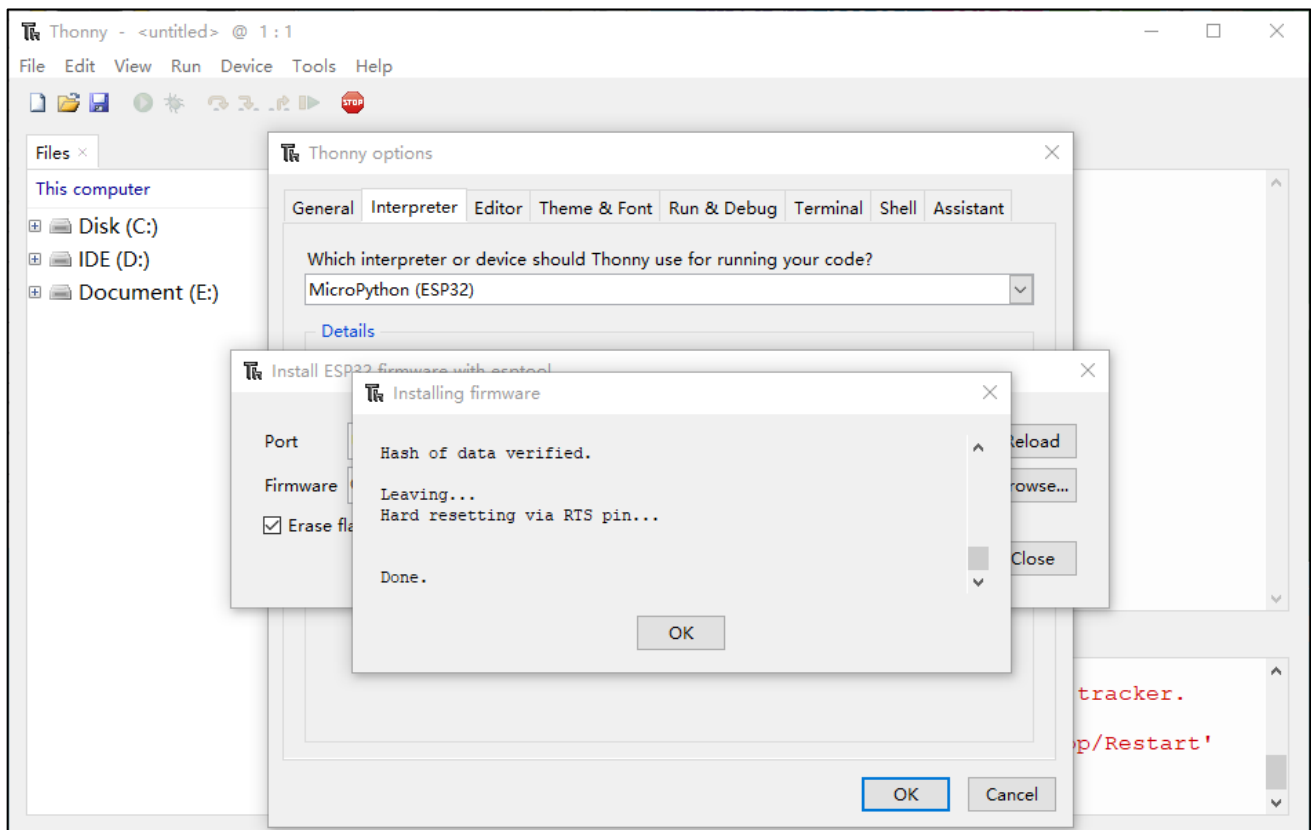 Thonny - <untitled> @ 1:1
File Edit View Run Device Tools Help
STOP
Files
This computer
Disk (C:)
IDE (D:)
Document (E:)
Thonny options
General Interpreter Editor Theme & Font Run & Debug Terminal Shell Assistant
Which interpreter or device should Thonny use for running your code?
MicroPython (ESP32)
Details
Install ESP32 firmware with esptool
Port
Reload
Firmware
Browse...
Erase fla
Close
Installing firmware
Hash of data verified.
Leaving...
Hard resetting via RTS pin...
Done.
OK
tracker.
op/Restart'
OK Cancel